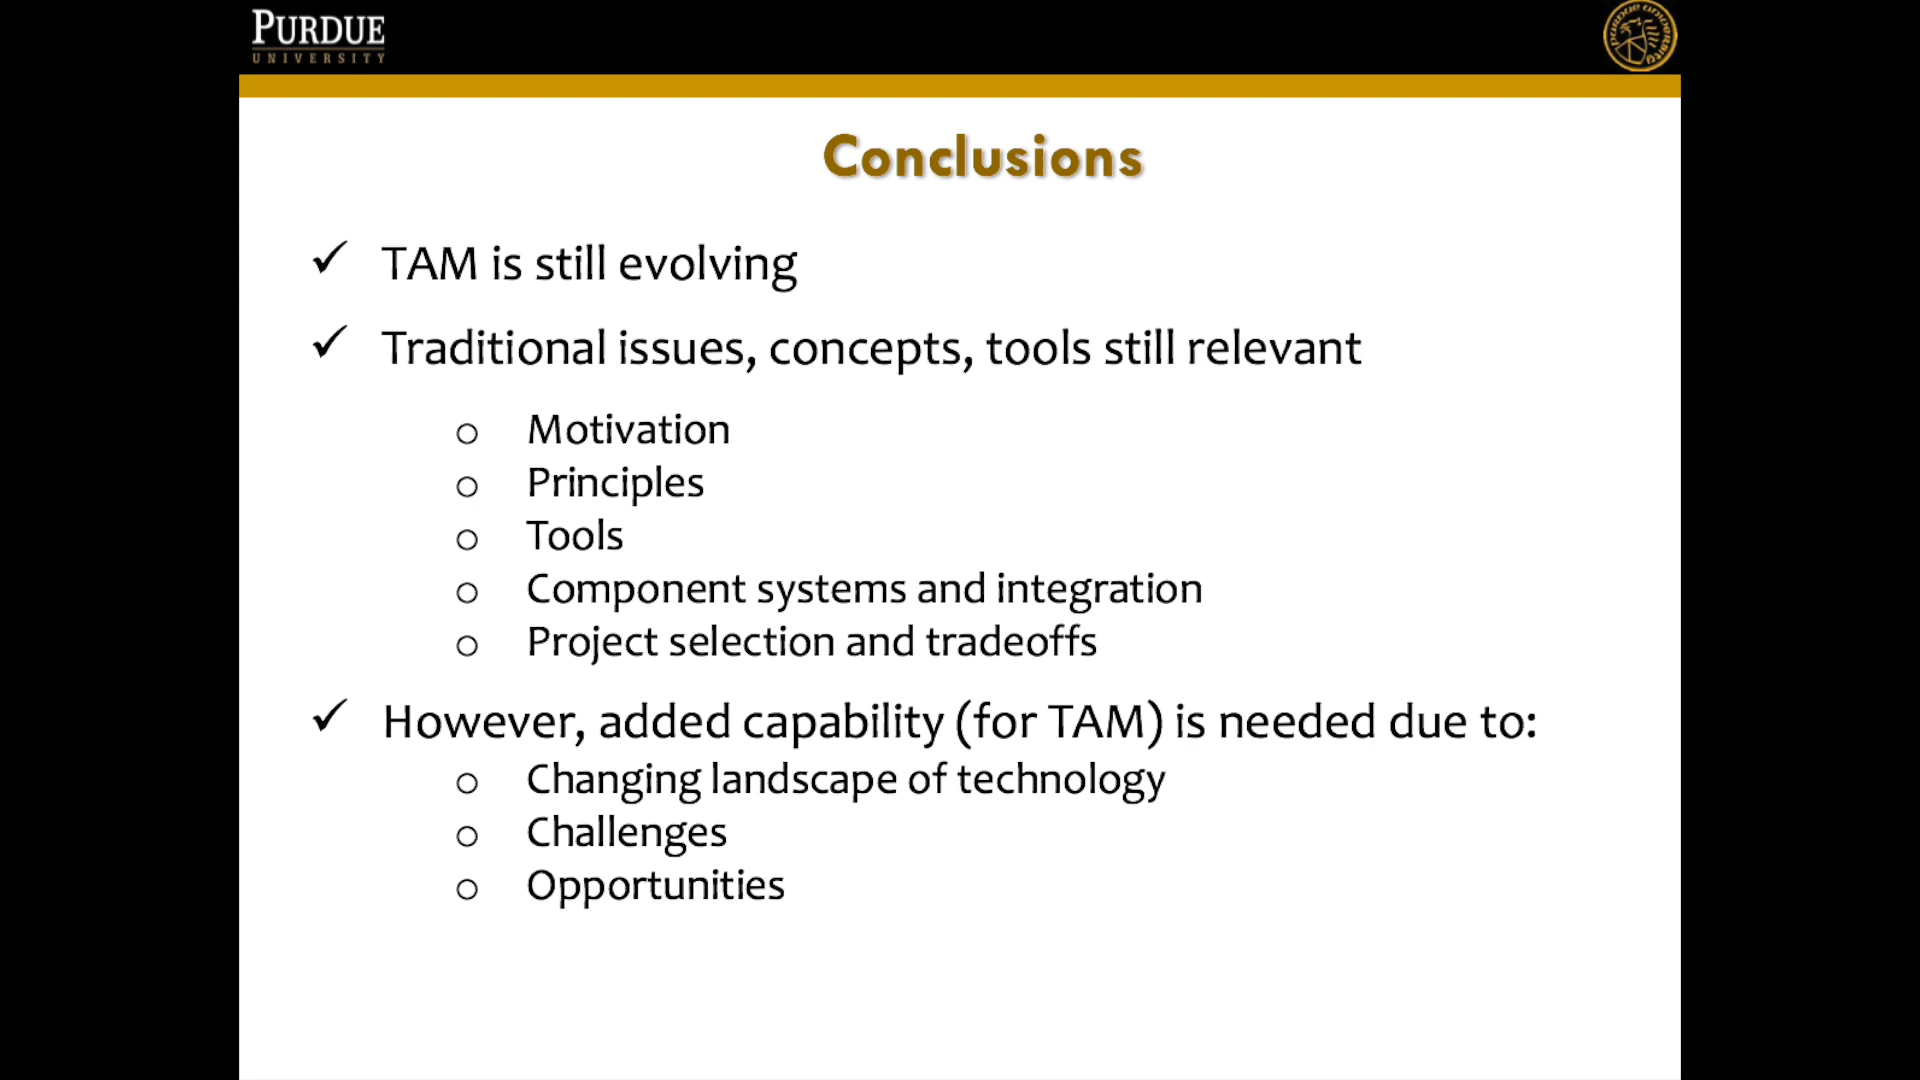 PURDUE
UNIVERSITY
PURDUE UNIVERSITY
Conclusions
✓ TAM is still evolving
✓ Traditional issues, concepts, tools still relevant
o Motivation
o Principles
o Tools
o Component systems and integration
o Project selection and tradeoffs
✓ However, added capability (for TAM) is needed due to:
o Changing landscape of technology
o Challenges
o Opportunities